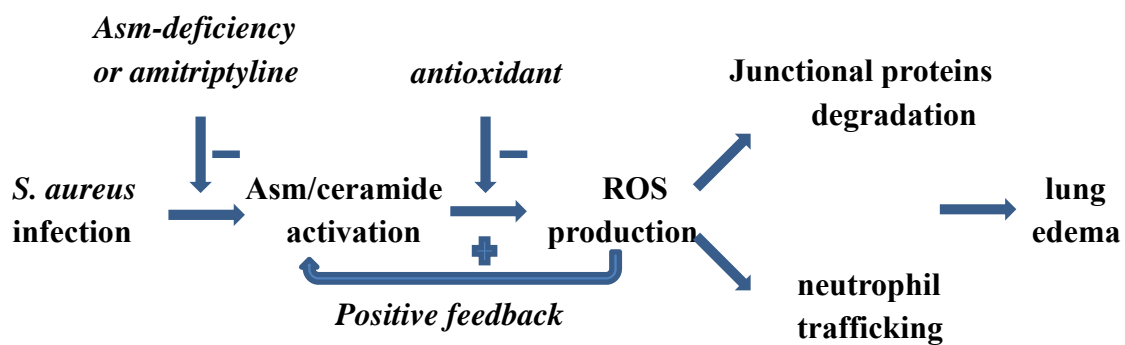 Asm-deficiency
or amitriptyline
antioxidant
Junctional proteins
degradation
S. aureus
infection
Asm/ceramide
activation
ROS
production
lung
edema
neutrophil
trafficking
Positive feedback